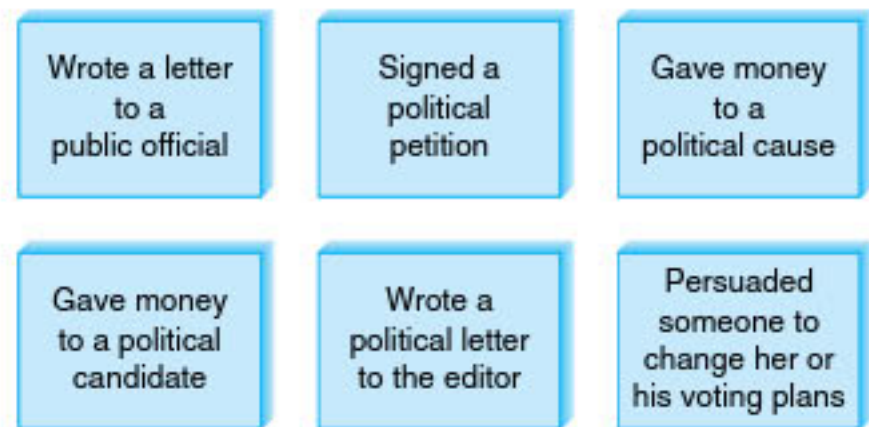 Wrote a letter
to a
public official
Signed a
political
petition
Gave money
to a
political cause
Gave money
to a political
candidate
Wrote a
political letter
to the editor
Persuaded
someone to
change her or
his voting plans